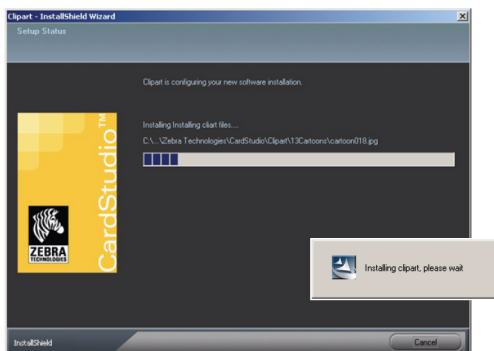 Clipart - InstallShield Wizard
Setup Status
Clipart is configuring your new software installation.
Installing Installing cliart files....
C:\...\Zebra Technologies\CardStudio\Clipart\13Cartoons\cartoon018.jpg
CardStudio™
ZEBRA
TECHNOLOGIES
Installing clipart, please wait
InstallShield
Cancel